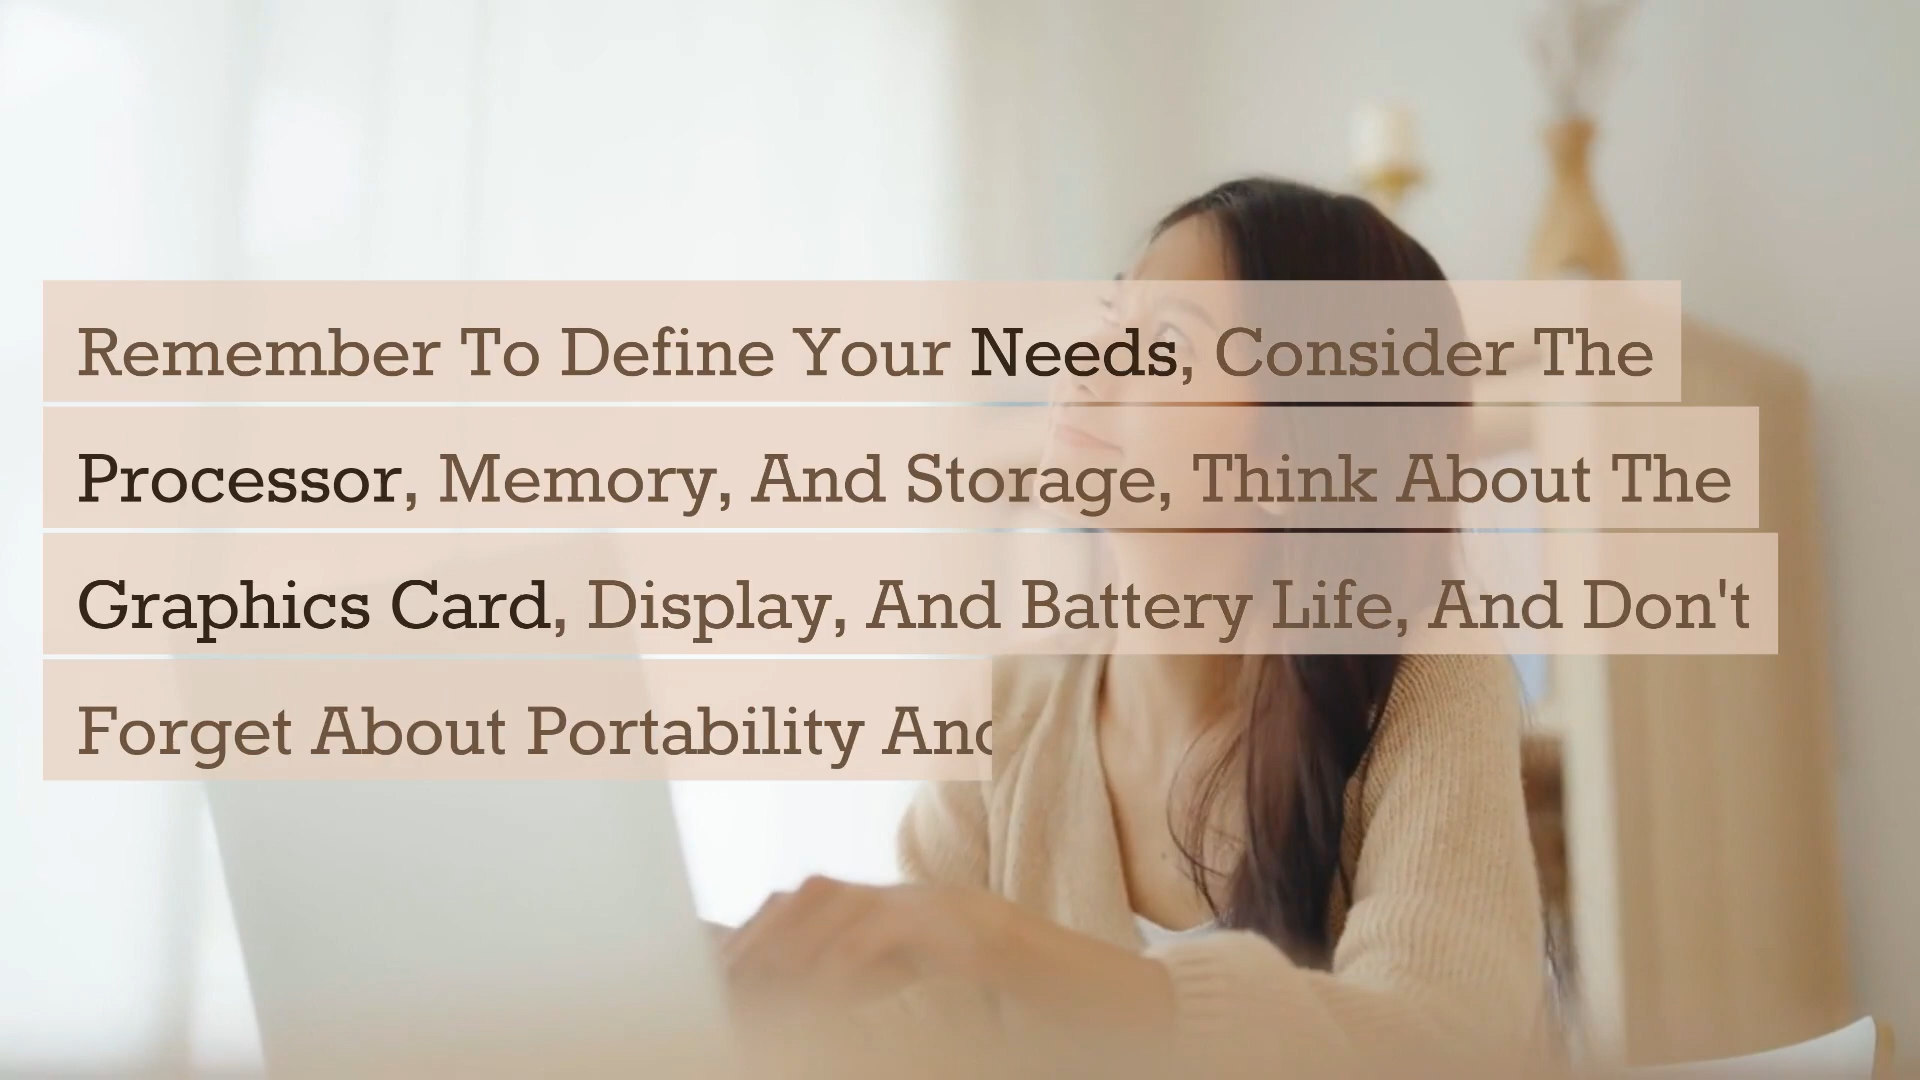 Remember To Define Your Needs, Consider The
Processor, Memory, And Storage, Think About The
Graphics Card, Display, And Battery Life, And Don't
Forget About Portability And